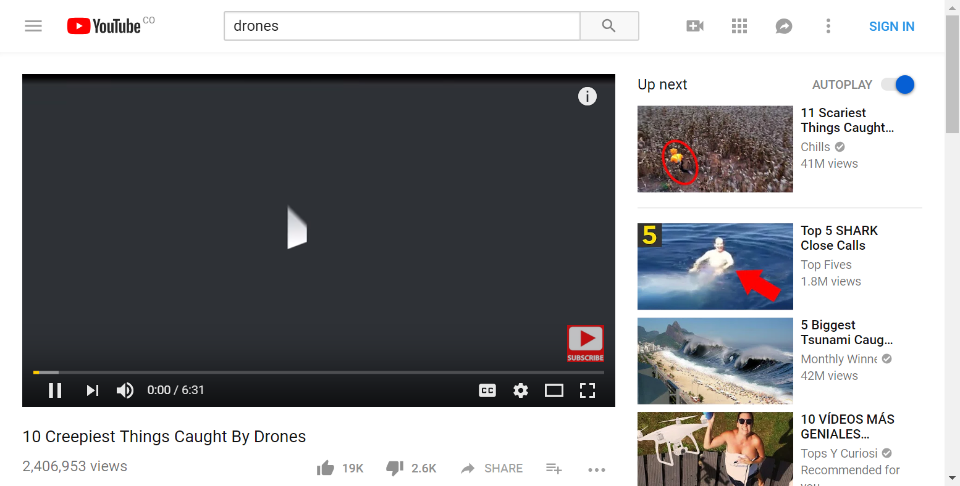 YouTube CO
drones
SIGN IN
Up next
AUTOPLAY
11 Scariest
Things Caught…
Chills
41M views
5
Top 5 SHARK
Close Calls
Top Fives
1.8M views
5 Biggest
Tsunami Caug…
Monthly Winne
42M views
10 VÍDEOS MÁS
GENIALES…
Tops Y Curiosi
Recommended for
SUBSCRIBE
0:00 / 6:31
CC
10 Creepiest Things Caught By Drones
2,406,953 views
19K
2.6K
SHARE